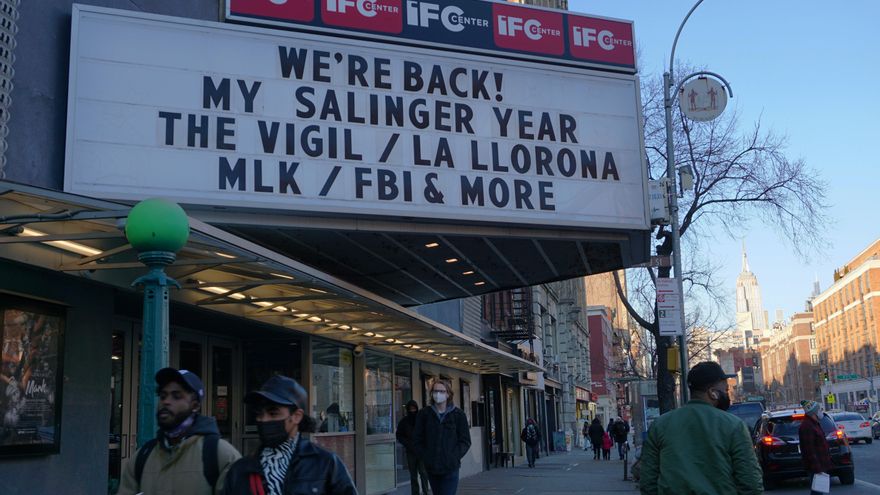 iFC CENTER iFC CENTER iFC CENTER iFC CENTER
WE'RE BACK!
MY SALINGER YEAR
THE VIGIL / LA LLORONA
MLK / FBI & MORE